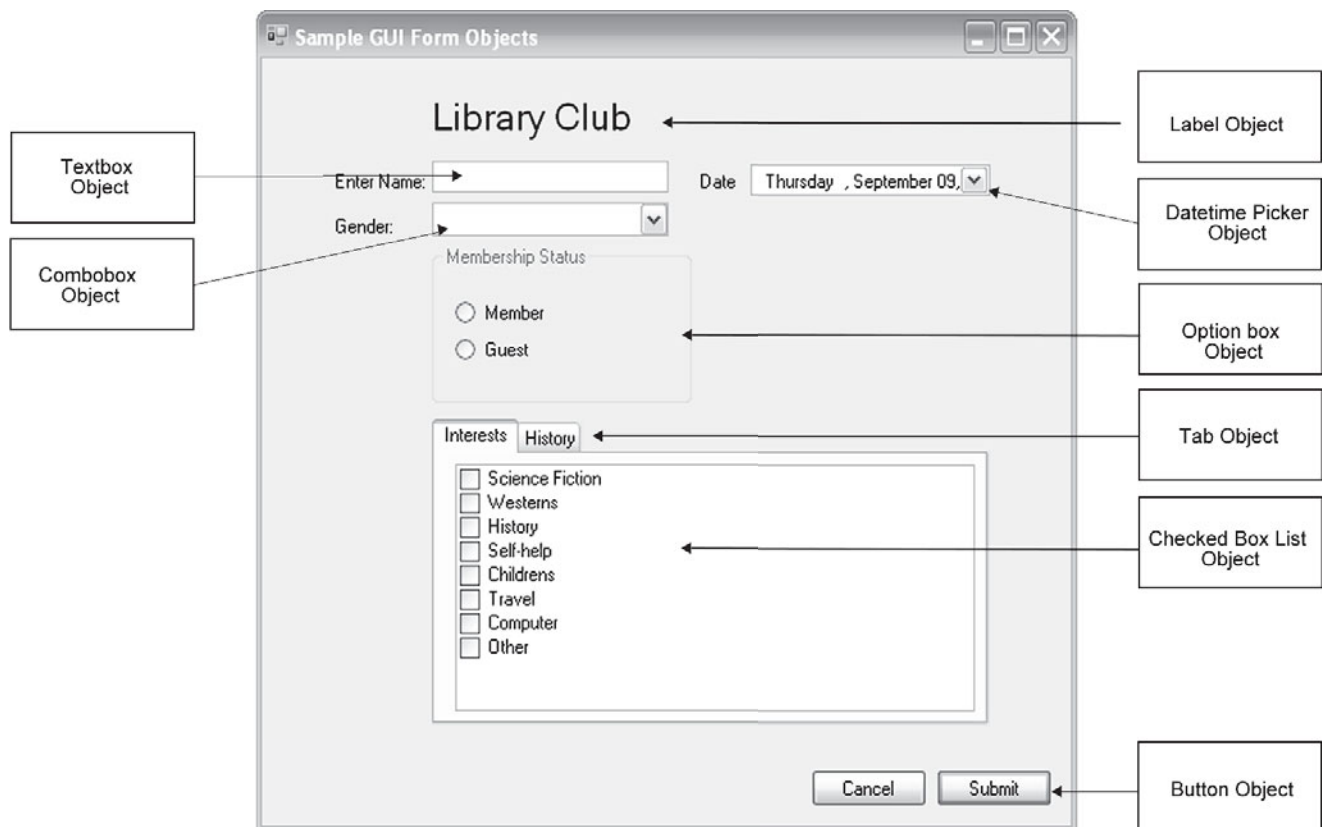 Sample GUI Form Objects
Library Club
Label Object
Textbox
Object
Enter Name:
Date
Thursday , September 09,
Datetime Picker
Object
Gender:
Combobox
Object
Membership Status
Member
Guest
Option box
Object
Interests
History
Tab Object
Science Fiction
Westerns
History
Self-help
Childrens
Travel
Computer
Other
Checked Box List
Object
Cancel
Submit
Button Object